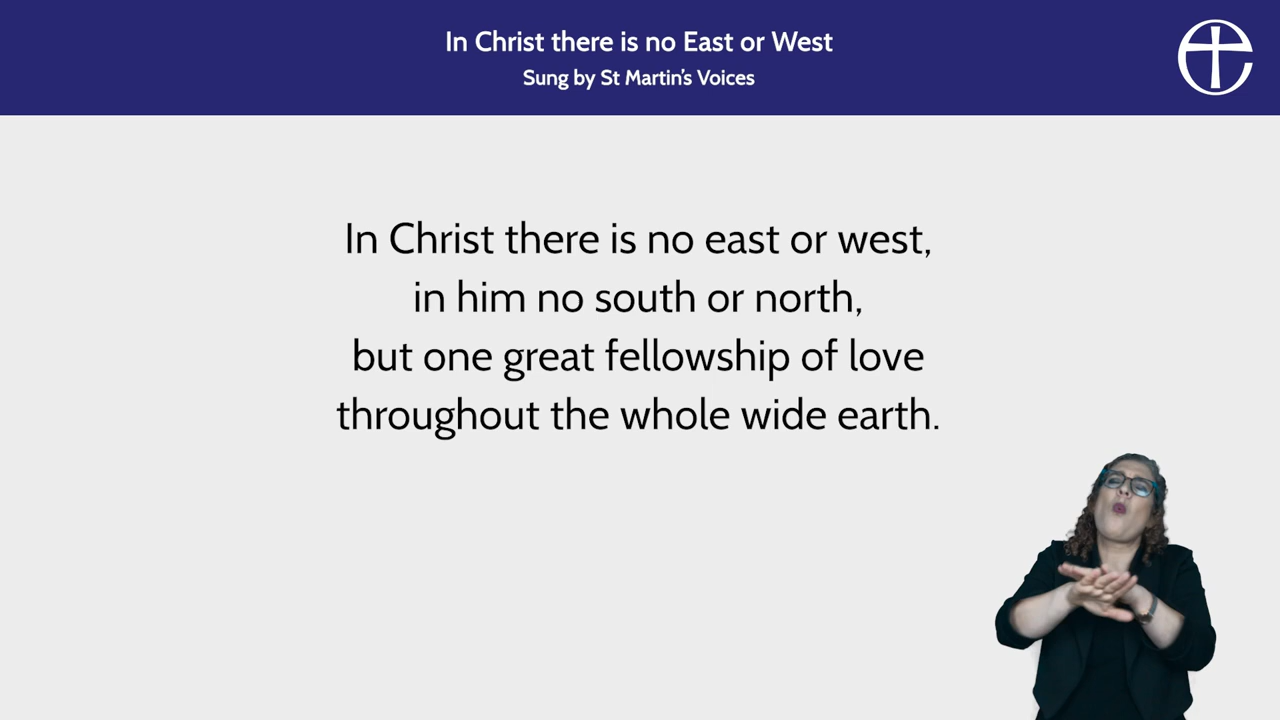 In Christ there is no East or West
Sung by St Martin's Voices
In Christ there is no east or west,
in him no south or north,
but one great fellowship of love
throughout the whole wide earth.